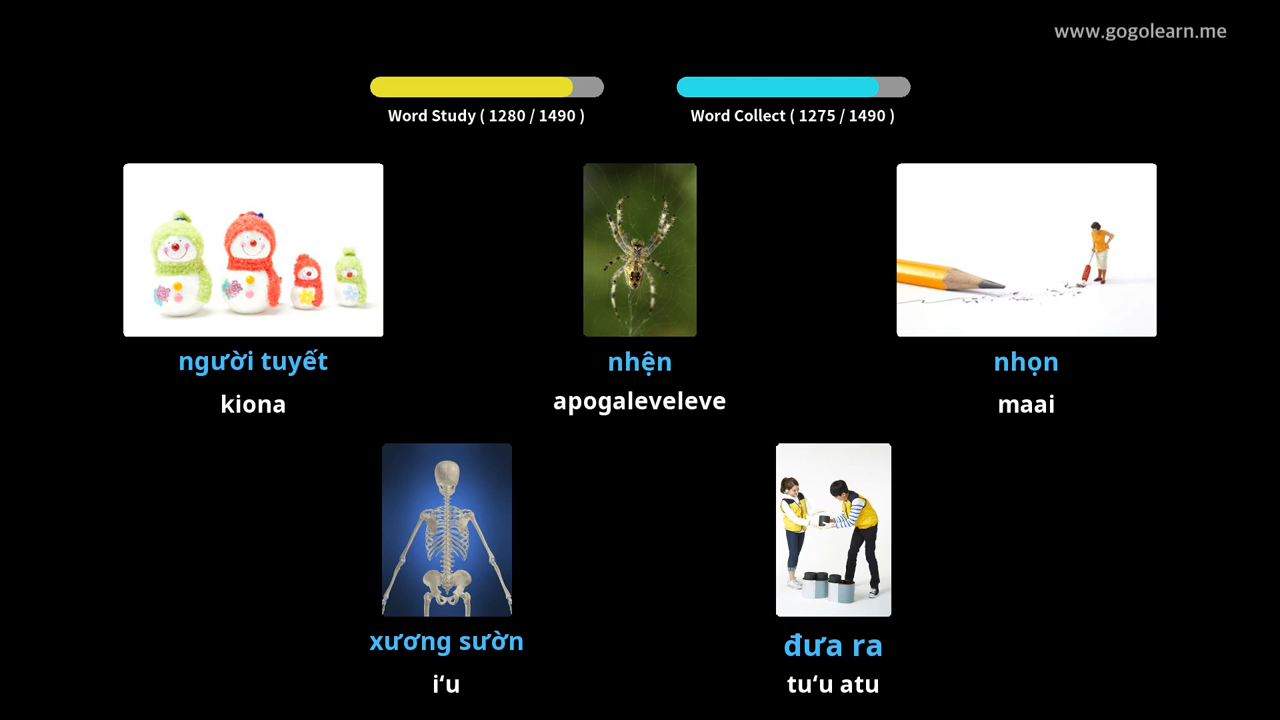 www.gogolearn.me
Word Study ( 1280 / 1490 )
Word Collect ( 1275 / 1490 )
người tuyết
kiona
nhện
apogaleveleve
nhọn
maai
xương sườn
iʻu
đưa ra
tuʻu atu